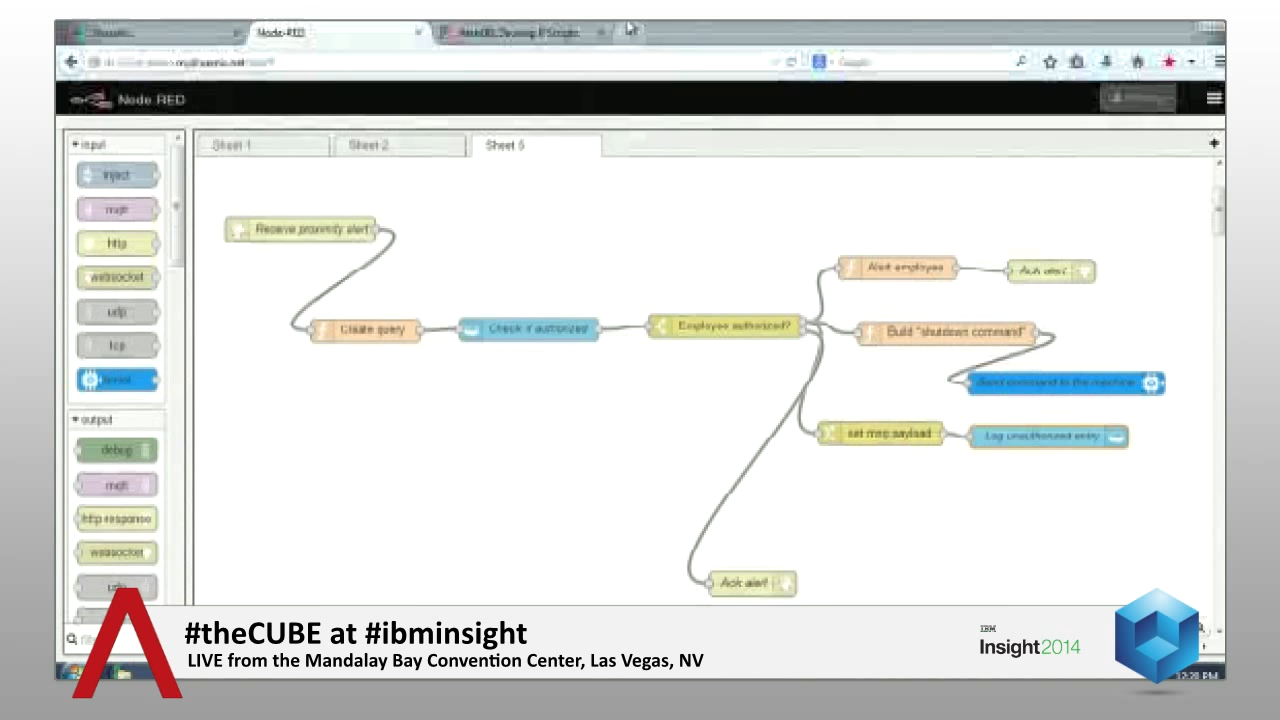 Node-RED
Node RED
Sheet 1
Sheet 2
Sheet 5
input
inject
mqtt
http
websocket
udp
tcp
output
debug
mqtt
http response
websocket
udp
Receive proximity alert
Create query
Check if authorized
Employee authorized?
Alert employee
Ack alert
Build "shutdown command"
Send command to the machine
set msg.payload
Log unauthorized entry
Ack alert
#theCUBE at #ibminsight
LIVE from the Mandalay Bay Convention Center, Las Vegas, NV
IBM
Insight2014